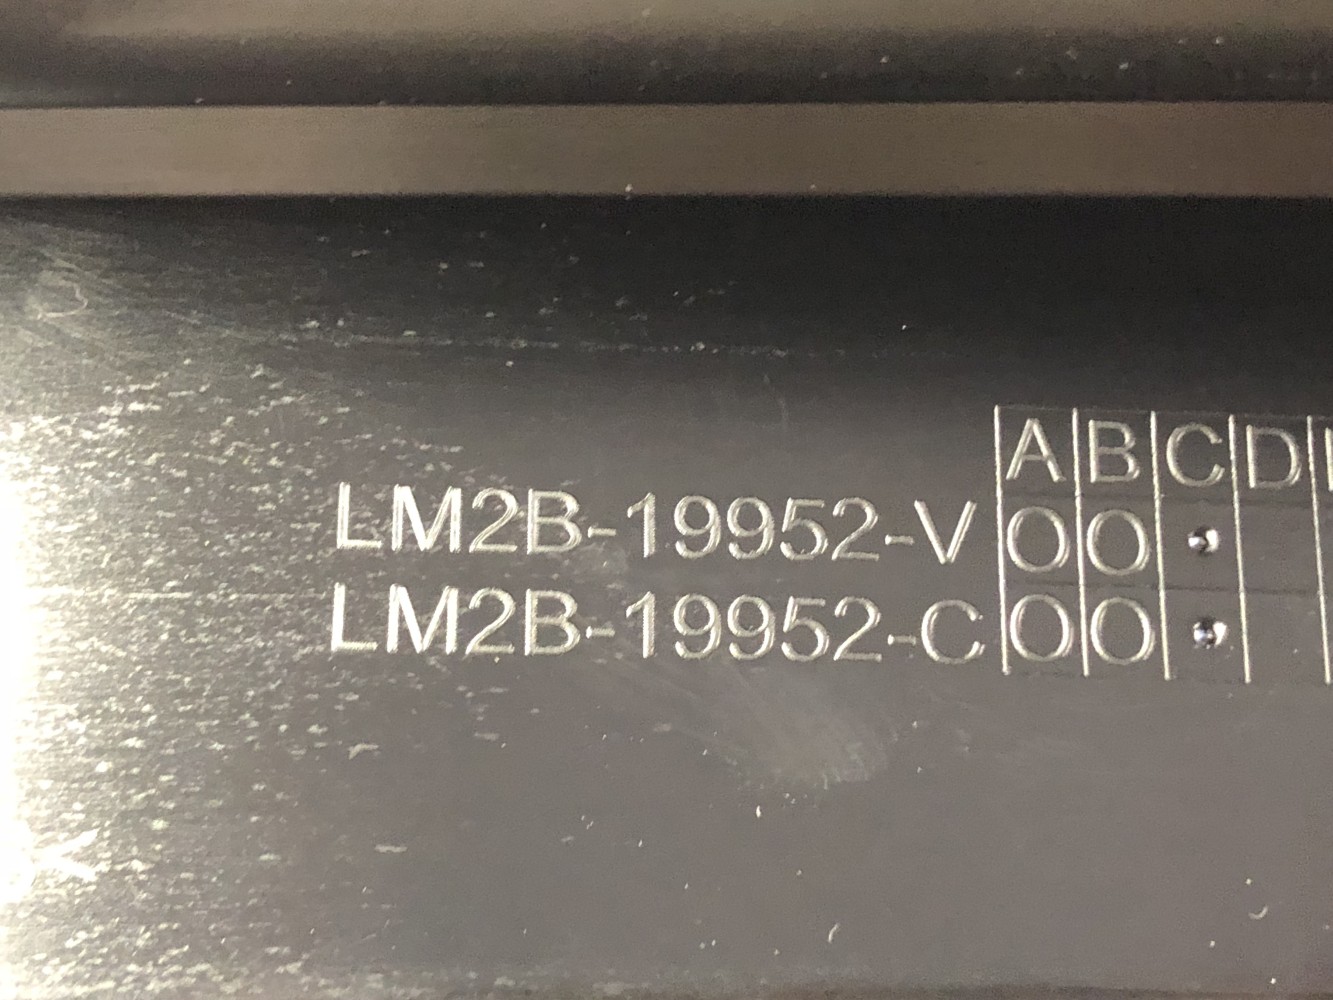 A B C D
LM2B-19952-V O O
LM2B-19952-C O O